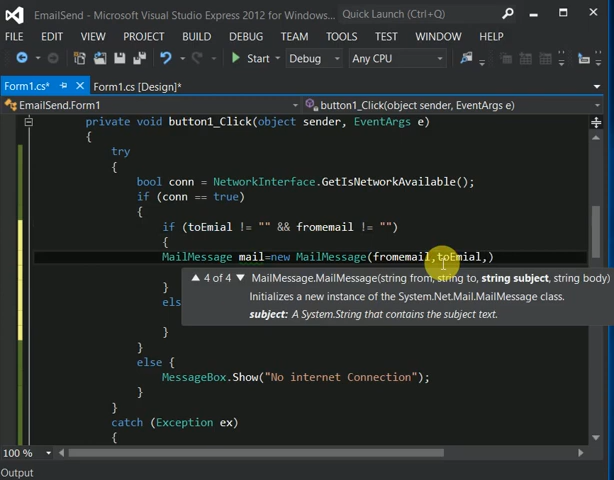 EmailSend - Microsoft Visual Studio Express 2012 for Windows... Quick Launch (Ctrl+Q)
FILE EDIT VIEW PROJECT BUILD DEBUG TEAM TOOLS TEST WINDOW HELP
Start Debug Any CPU
Form1.cs* Form1.cs [Design]*
EmailSend.Form1 button1_Click(object sender, EventArgs e)
private void button1_Click(object sender, EventArgs e)
{
try
{
bool conn = NetworkInterface.GetIsNetworkAvailable();
if (conn == true)
{
if (toEmial != "" && fromemail != "")
{
MailMessage mail=new MailMessage(fromemail,toEmial,)
▲ 4 of 4 ▼ MailMessage.MailMessage(string from, string to, string subject, string body)
Initializes a new instance of the System.Net.Mail.MailMessage class.
subject: A System.String that contains the subject text.
}
els
}
}
else {
MessageBox.Show("No internet Connection");
}
}
catch (Exception ex)
{
100 %
Output